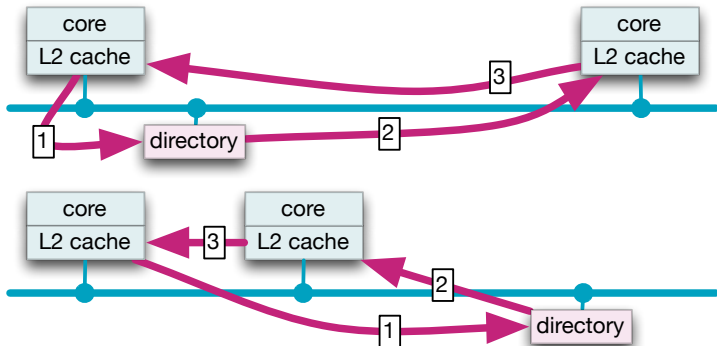 core
L2 cache
core
L2 cache
3
1
directory
2
core
L2 cache
core
L2 cache
3
2
1
directory